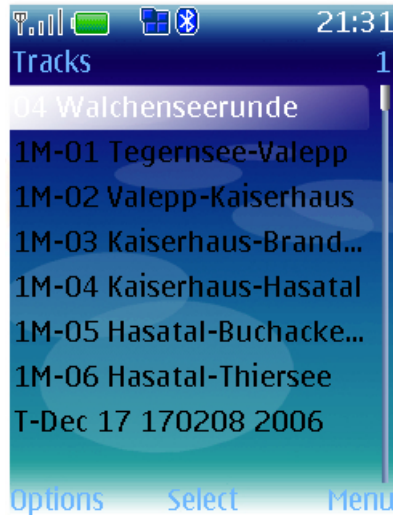 21:31
Tracks 1
04 Walchenseerunde
1M-01 Tegernsee-Valepp
1M-02 Valepp-Kaiserhaus
1M-03 Kaiserhaus-Brand...
1M-04 Kaiserhaus-Hasatal
1M-05 Hasatal-Buchacke...
1M-06 Hasatal-Thiersee
T-Dec 17 170208 2006
Options Select Menu